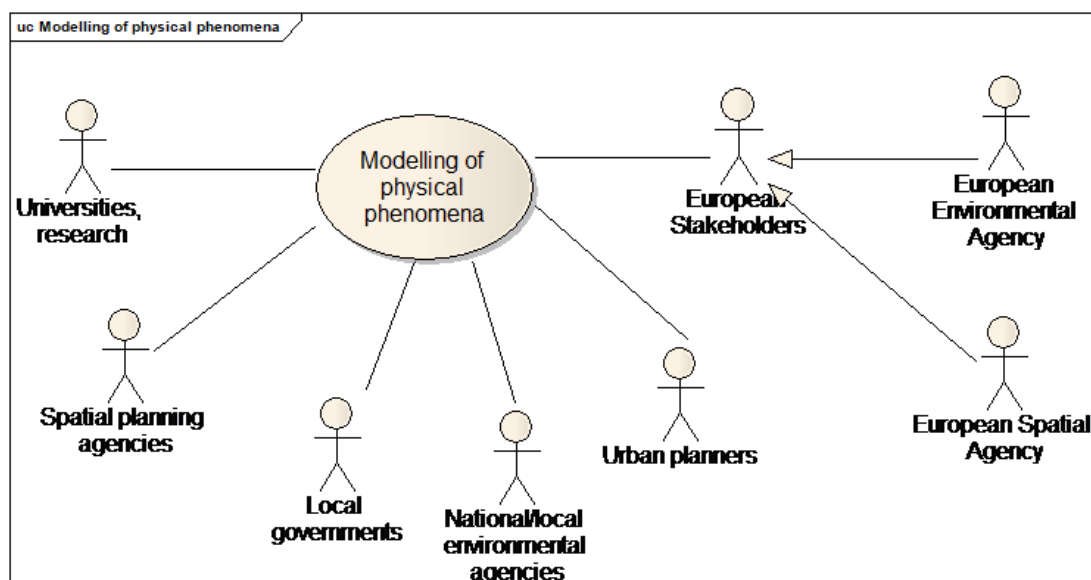 uc Modelling of physical phenomena
Modelling of
physical
phenomena
Universities,
research
European
Stakeholders
European
Environmental
Agency
Spatial planning
agencies
Local
governments
National/local
environmental
agencies
Urban planners
European Spatial
Agency